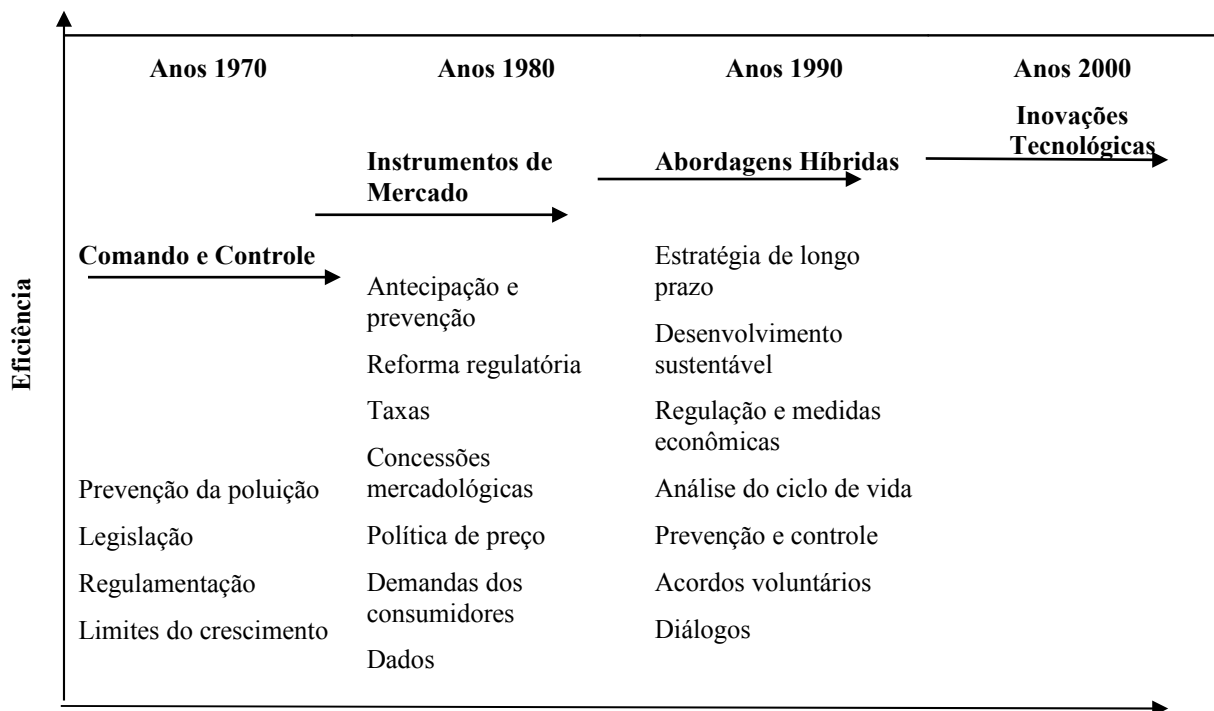 Eficiência
Anos 1970
Anos 1980
Anos 1990
Anos 2000
Comando e Controle
Prevenção da poluição
Legislação
Regulamentação
Limites do crescimento
Instrumentos de
Mercado
Antecipação e
prevenção
Reforma regulatória
Taxas
Concessões
mercadológicas
Política de preço
Demandas dos
consumidores
Dados
Abordagens Híbridas
Estratégia de longo
prazo
Desenvolvimento
sustentável
Regulação e medidas
econômicas
Análise do ciclo de vida
Prevenção e controle
Acordos voluntários
Diálogos
Inovações
Tecnológicas